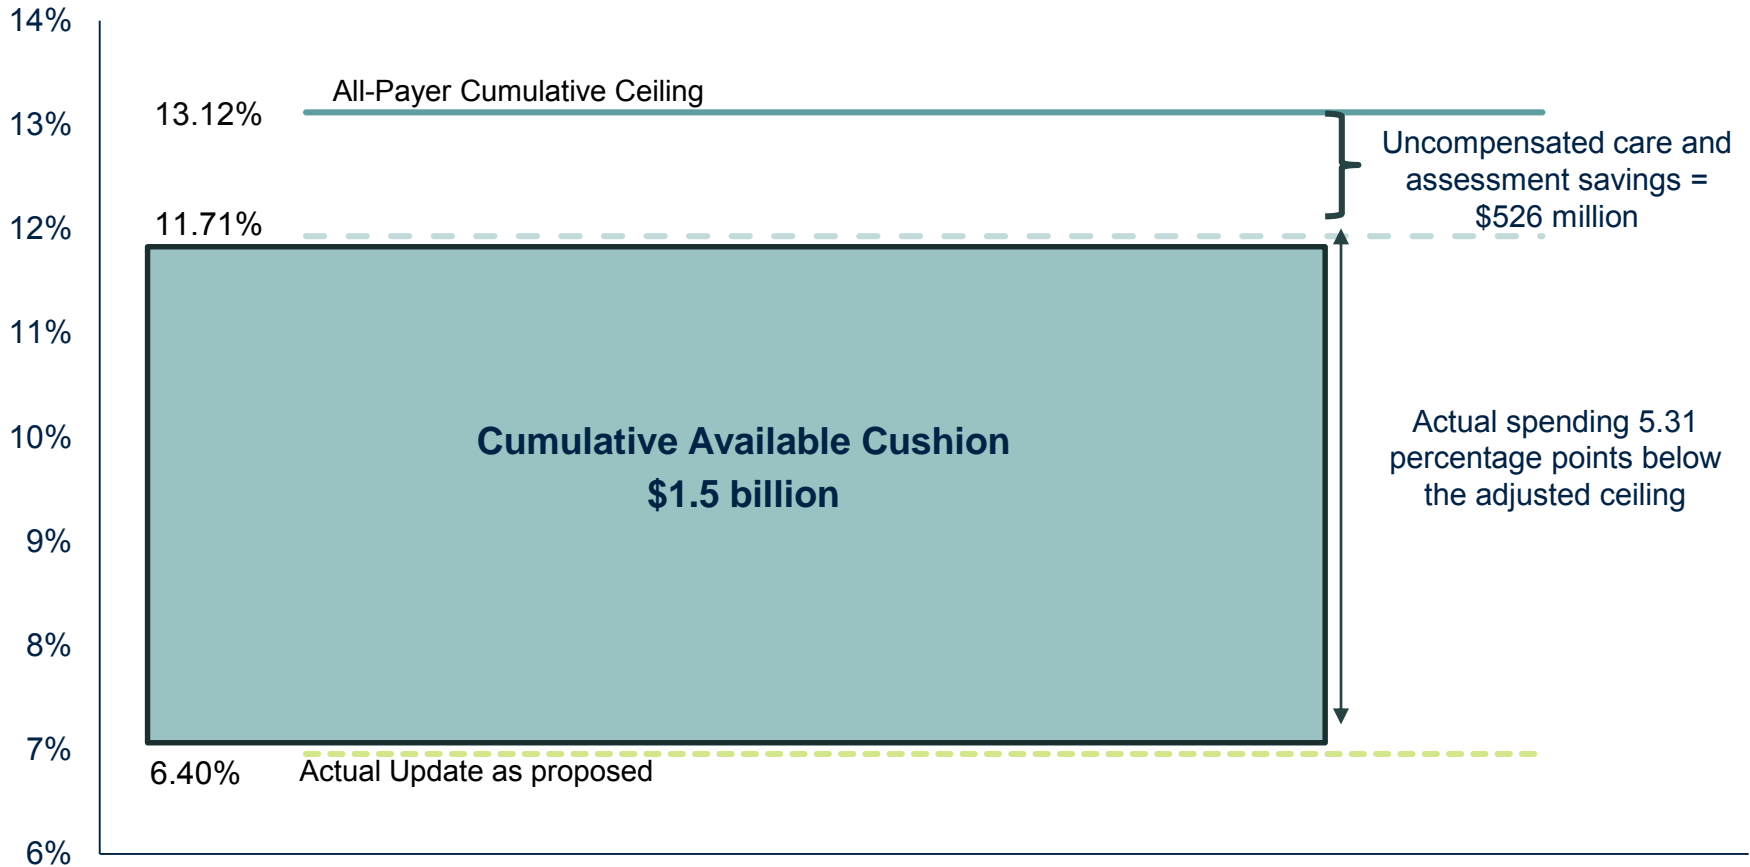 14%
13%
12%
11%
10%
9%
8%
7%
6%
All-Payer Cumulative Ceiling
13.12%
11.71%
Uncompensated care and
assessment savings =
$526 million
Cumulative Available Cushion
$1.5 billion
Actual spending 5.31
percentage points below
the adjusted ceiling
6.40%
Actual Update as proposed